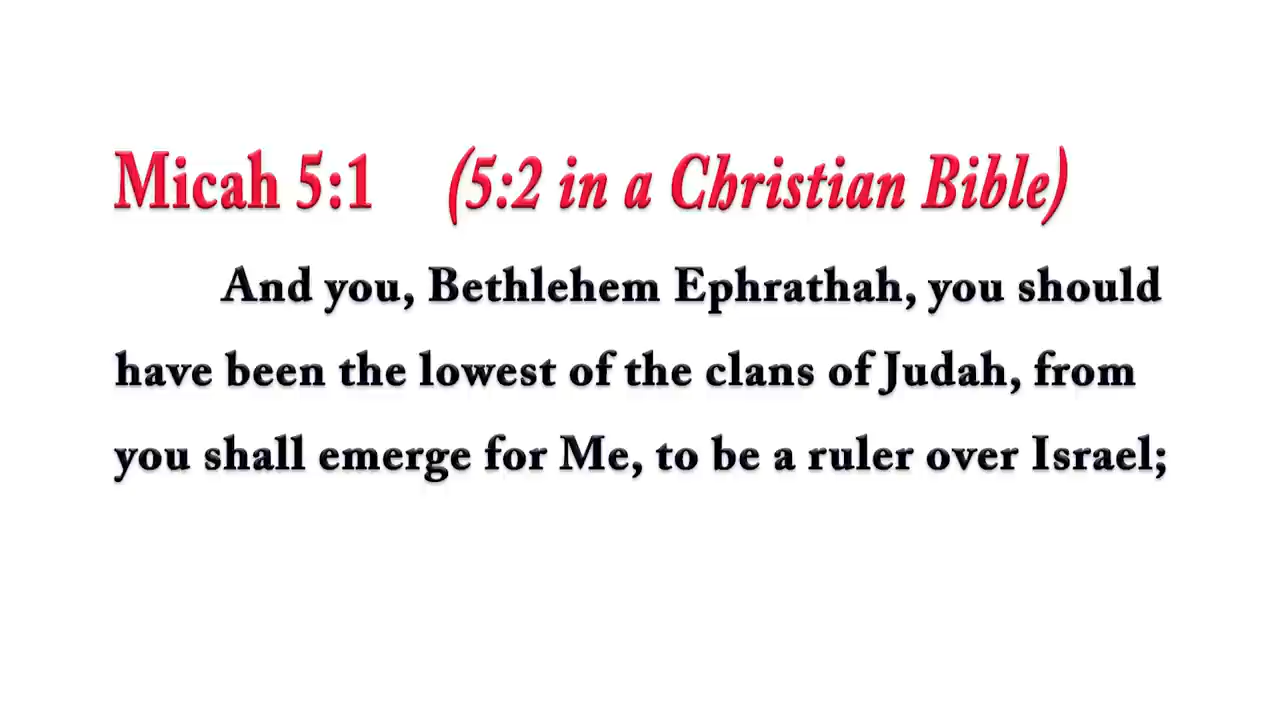 Micah 5:1 (5:2 in a Christian Bible)
And you, Bethlehem Ephrathah, you should
have been the lowest of the clans of Judah, from
you shall emerge for Me, to be a ruler over Israel;